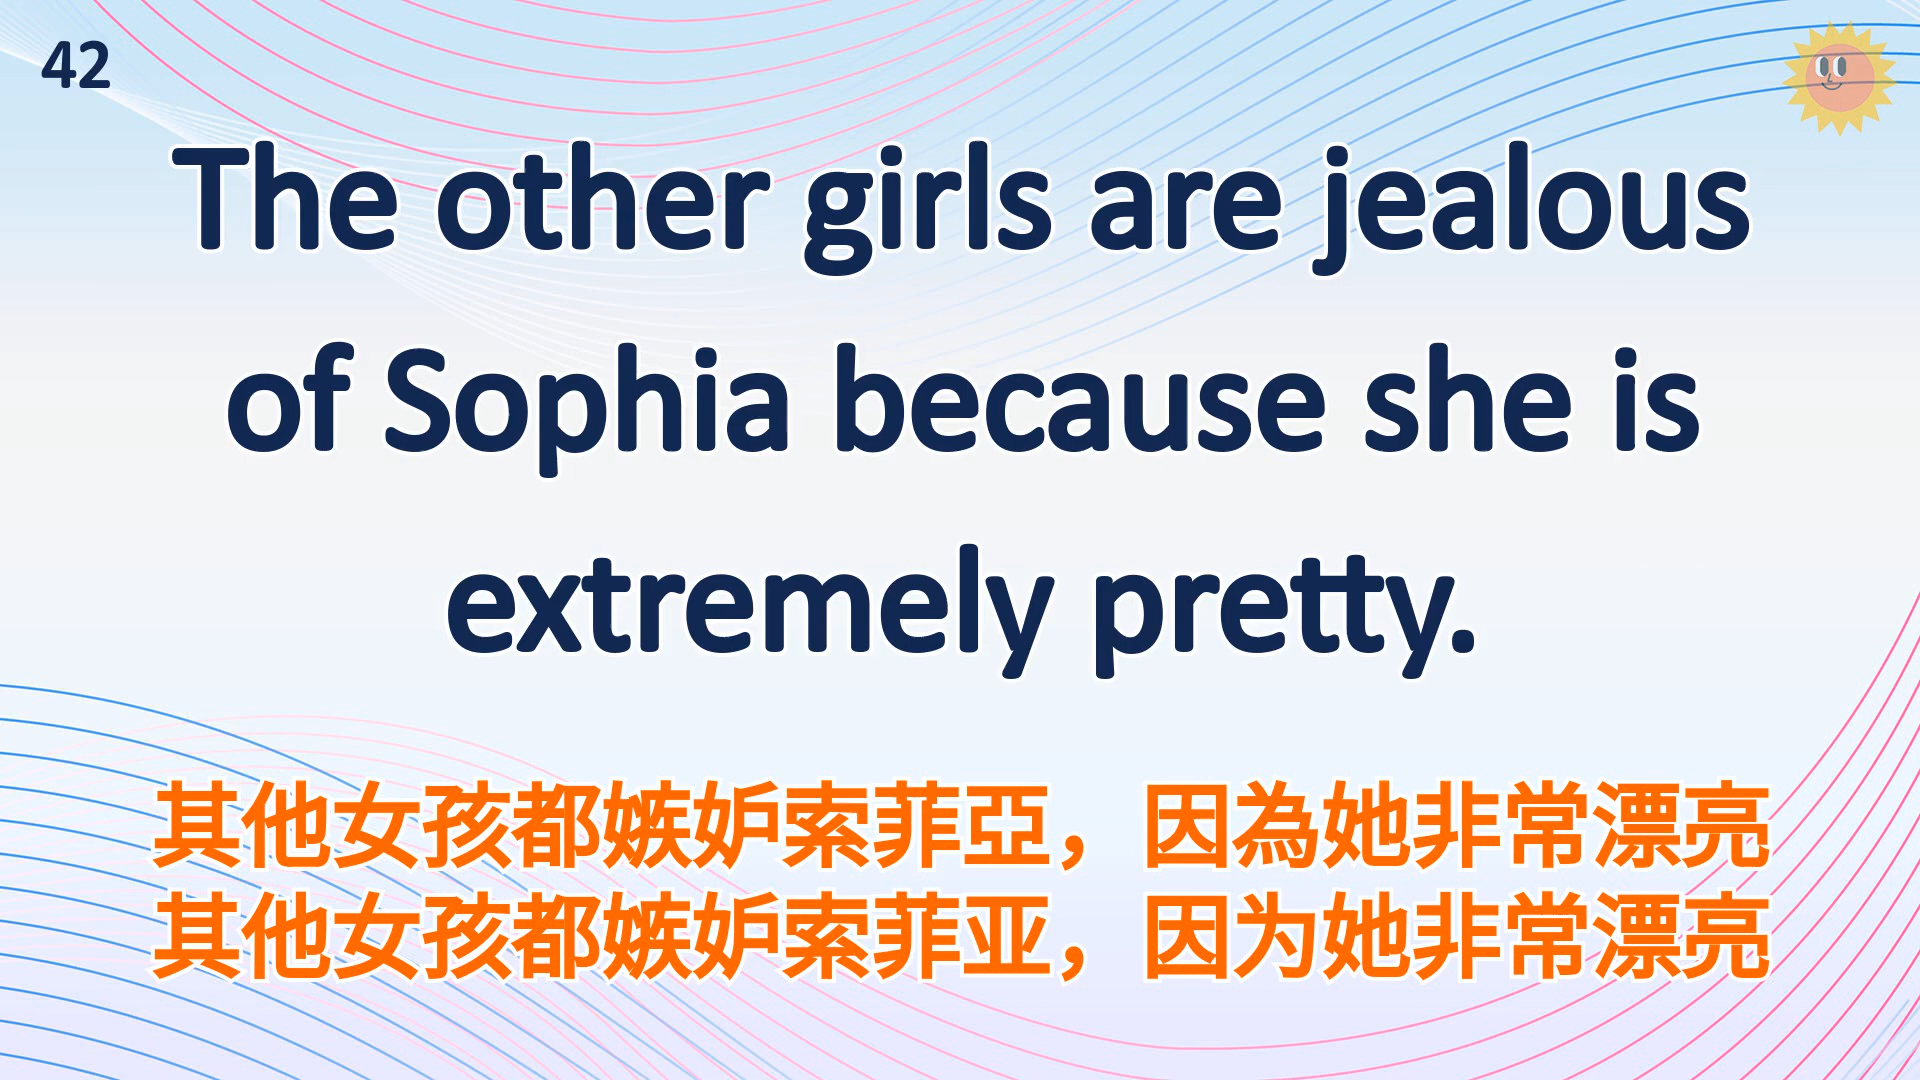 42
The other girls are jealous
of Sophia because she is
extremely pretty.
其他女孩都嫉妒索菲亞，因為她非常漂亮
其他女孩都嫉妒索菲亚，因为她非常漂亮